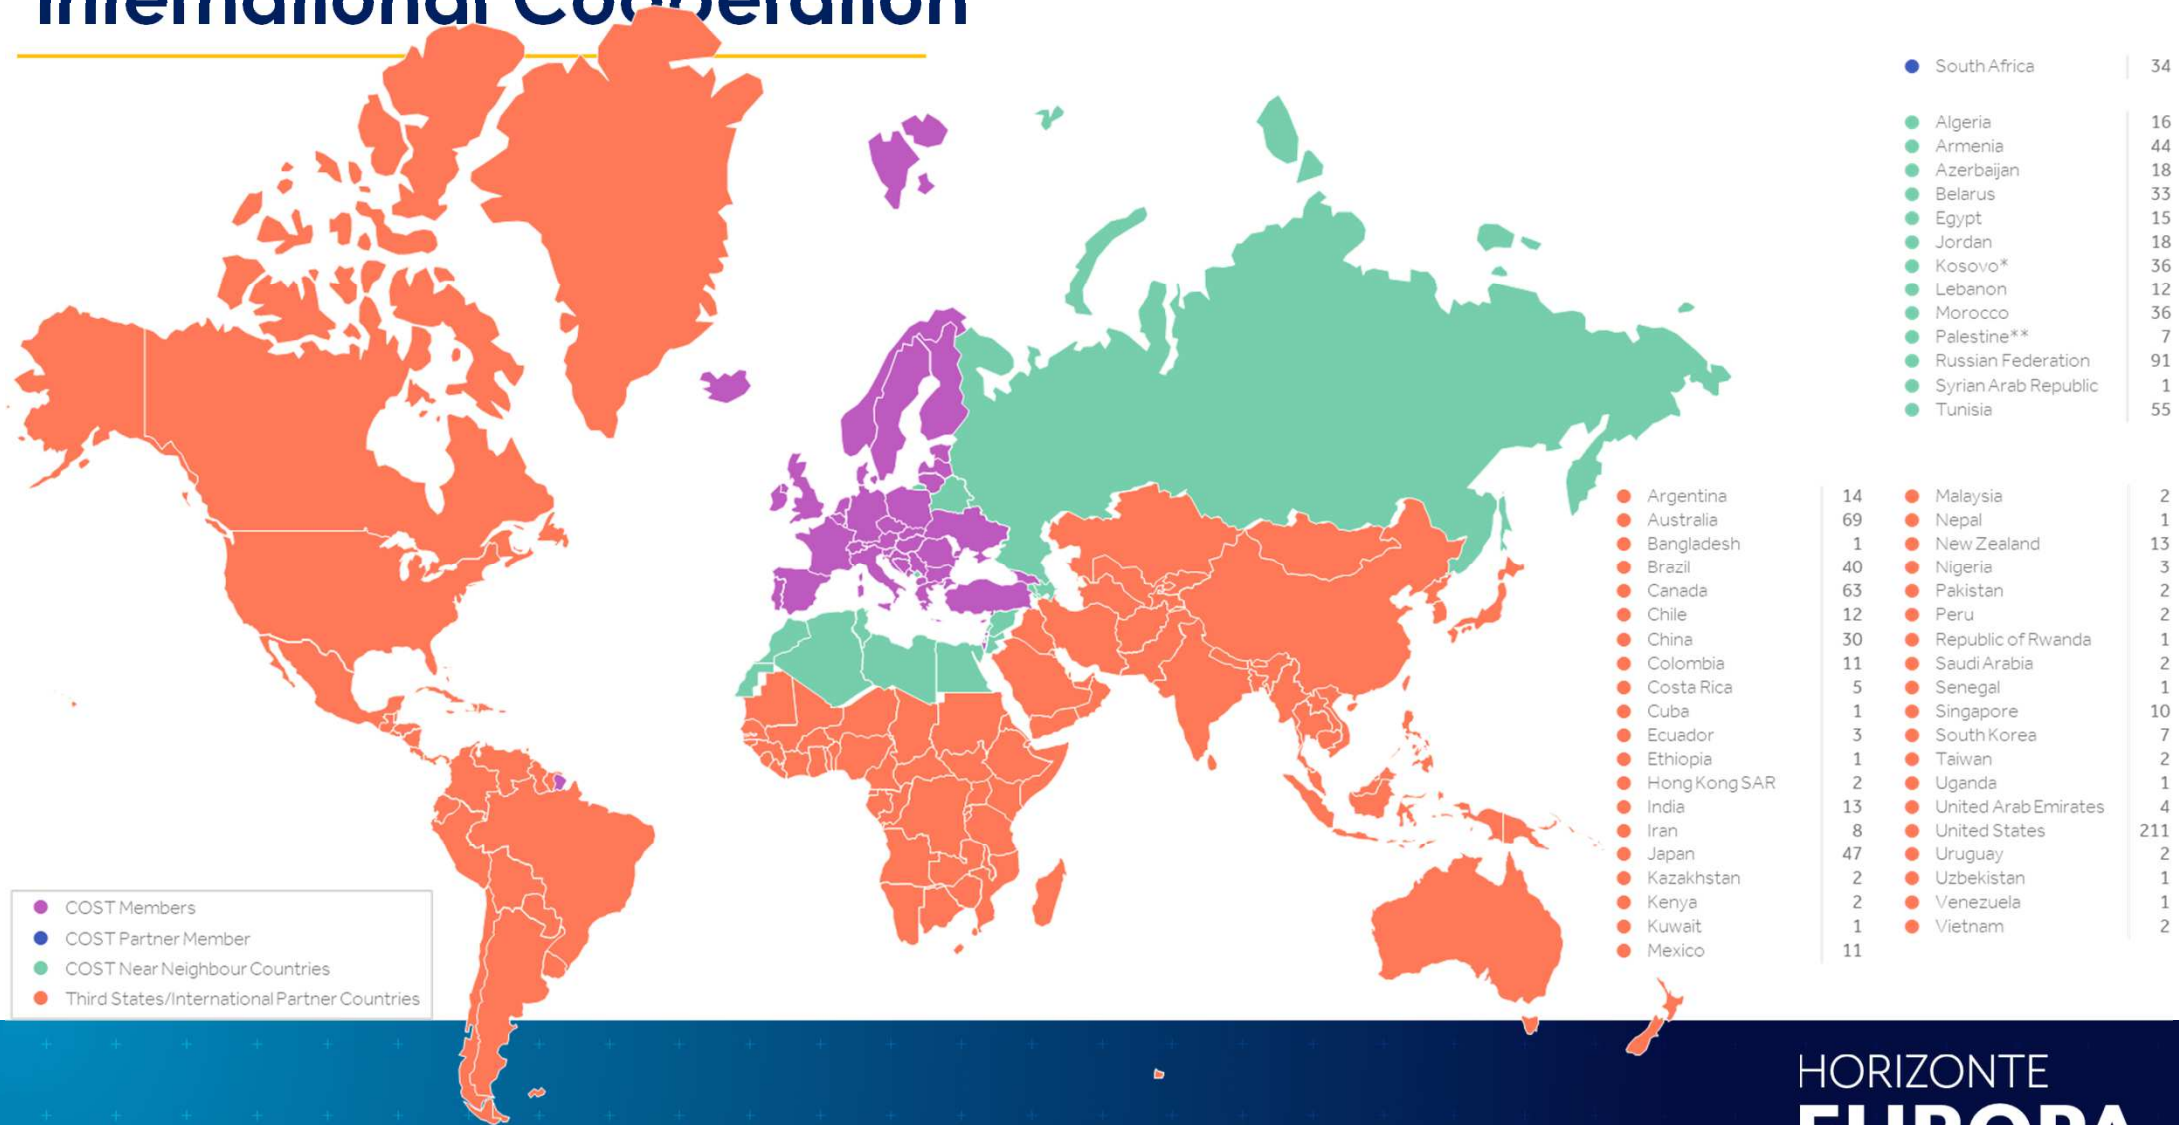 International Cooperation
South Africa 34
Algeria 16
Armenia 44
Azerbaijan 18
Belarus 33
Egypt 15
Jordan 18
Kosovo* 36
Lebanon 12
Morocco 36
Palestine** 7
Russian Federation 91
Syrian Arab Republic 1
Tunisia 55
Argentina 14
Australia 69
Bangladesh 1
Brazil 40
Canada 63
Chile 12
China 30
Colombia 11
Costa Rica 5
Cuba 1
Ecuador 3
Ethiopia 1
Hong Kong SAR 2
India 13
Iran 8
Japan 47
Kazakhstan 2
Kenya 2
Kuwait 1
Mexico 11
Malaysia 2
Nepal 1
New Zealand 13
Nigeria 3
Pakistan 2
Peru 2
Republic of Rwanda 1
Saudi Arabia 2
Senegal 1
Singapore 10
South Korea 7
Taiwan 2
Uganda 1
United Arab Emirates 4
United States 211
Uruguay 2
Uzbekistan 1
Venezuela 1
Vietnam 2
COST Members
COST Partner Member
COST Near Neighbour Countries
Third States/International Partner Countries
HORIZONTE
EUROPA